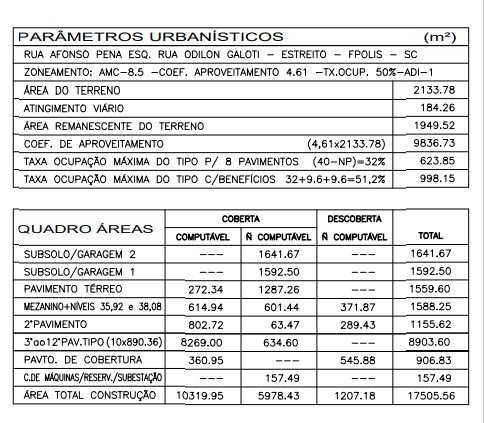 PARÂMETROS URBANÍSTICOS (m²)
RUA AFONSO PENA ESQ. RUA ODILON GALOTI – ESTREITO – FPOLIS – SC
ZONEAMENTO: AMC–8.5 –COEF. APROVEITAMENTO 4.61 –TX.OCUP. 50%–ADI–1
ÁREA DO TERRENO 2133.78
ATINGIMENTO VIÁRIO 184.26
ÁREA REMANESCENTE DO TERRENO 1949.52
COEF. DE APROVEITAMENTO (4,61x2133.78) 9836.73
TAXA OCUPAÇÃO MÁXIMA DO TIPO P/ 8 PAVIMENTOS (40–NP)=32% 623.85
TAXA OCUPAÇÃO MÁXIMA DO TIPO C/BENEFÍCIOS 32+9.6+9.6=51,2% 998.15
QUADRO ÁREAS COBERTA DESCOBERTA TOTAL
COMPUTÁVEL Ñ COMPUTÁVEL Ñ COMPUTÁVEL
SUBSOLO/GARAGEM 2 ––– 1641.67 ––– 1641.67
SUBSOLO/GARAGEM 1 ––– 1592.50 ––– 1592.50
PAVIMENTO TÉRREO 272.34 1287.26 ––– 1559.60
MEZANINO+NÍVEIS 35,92 e 38,08 614.94 601.44 371.87 1588.25
2°PAVIMENTO 802.72 63.47 289.43 1155.62
3°ao12°PAV.TIPO (10x890.36) 8269.00 634.60 ––– 8903.60
PAVTO. DE COBERTURA 360.95 ––– 545.88 906.83
C.DE MÁQUINAS/RESERV./SUBESTAÇÃO ––– 157.49 ––– 157.49
ÁREA TOTAL CONSTRUÇÃO 10319.95 5978.43 1207.18 17505.56